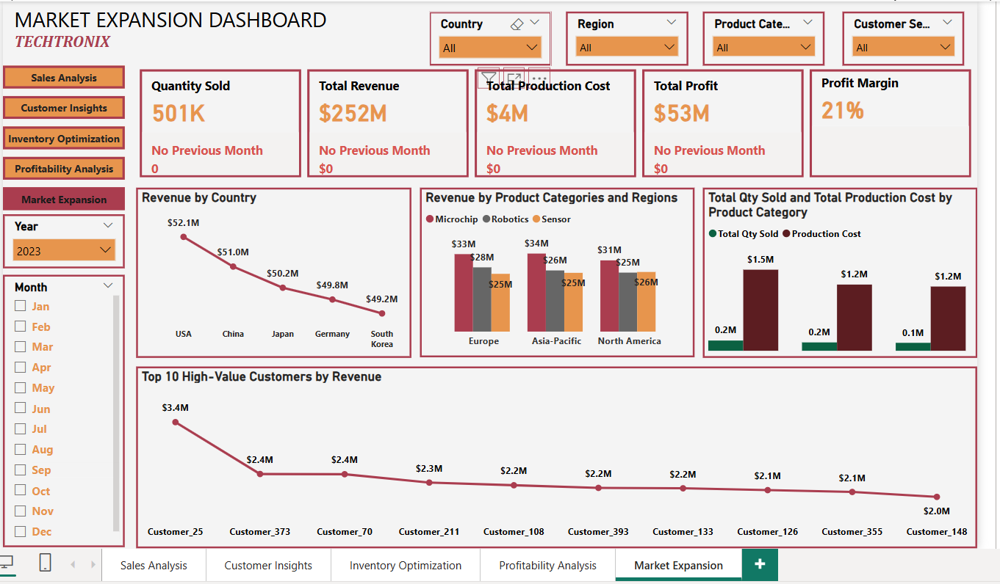 MARKET EXPANSION DASHBOARD
TECHTRONIX
Country
All
Region
All
Product Cate...
All
Customer Se...
All
Sales Analysis
Customer Insights
Inventory Optimization
Profitability Analysis
Market Expansion
Year
2023
Month
Jan
Feb
Mar
Apr
May
Jun
Jul
Aug
Sep
Oct
Nov
Dec
Quantity Sold
501K
No Previous Month
0
Total Revenue
$252M
No Previous Month
$0
Total Production Cost
$4M
No Previous Month
$0
Total Profit
$53M
No Previous Month
$0
Profit Margin
21%
Revenue by Country
$52.1M
$51.0M
$50.2M
$49.8M
$49.2M
USA
China
Japan
Germany
South
Korea
Revenue by Product Categories and Regions
Microchip Robotics Sensor
$33M
$28M
$25M
$34M
$26M
$25M
$31M
$25M
$26M
Europe
Asia-Pacific
North America
Total Qty Sold and Total Production Cost by
Product Category
Total Qty Sold Production Cost
0.2M
$1.5M
0.2M
$1.2M
0.1M
$1.2M
Top 10 High-Value Customers by Revenue
$3.4M
$2.4M
$2.4M
$2.3M
$2.2M
$2.2M
$2.2M
$2.1M
$2.1M
$2.0M
Customer_25
Customer_373
Customer_70
Customer_211
Customer_108
Customer_393
Customer_133
Customer_126
Customer_355
Customer_148
Sales Analysis
Customer Insights
Inventory Optimization
Profitability Analysis
Market Expansion